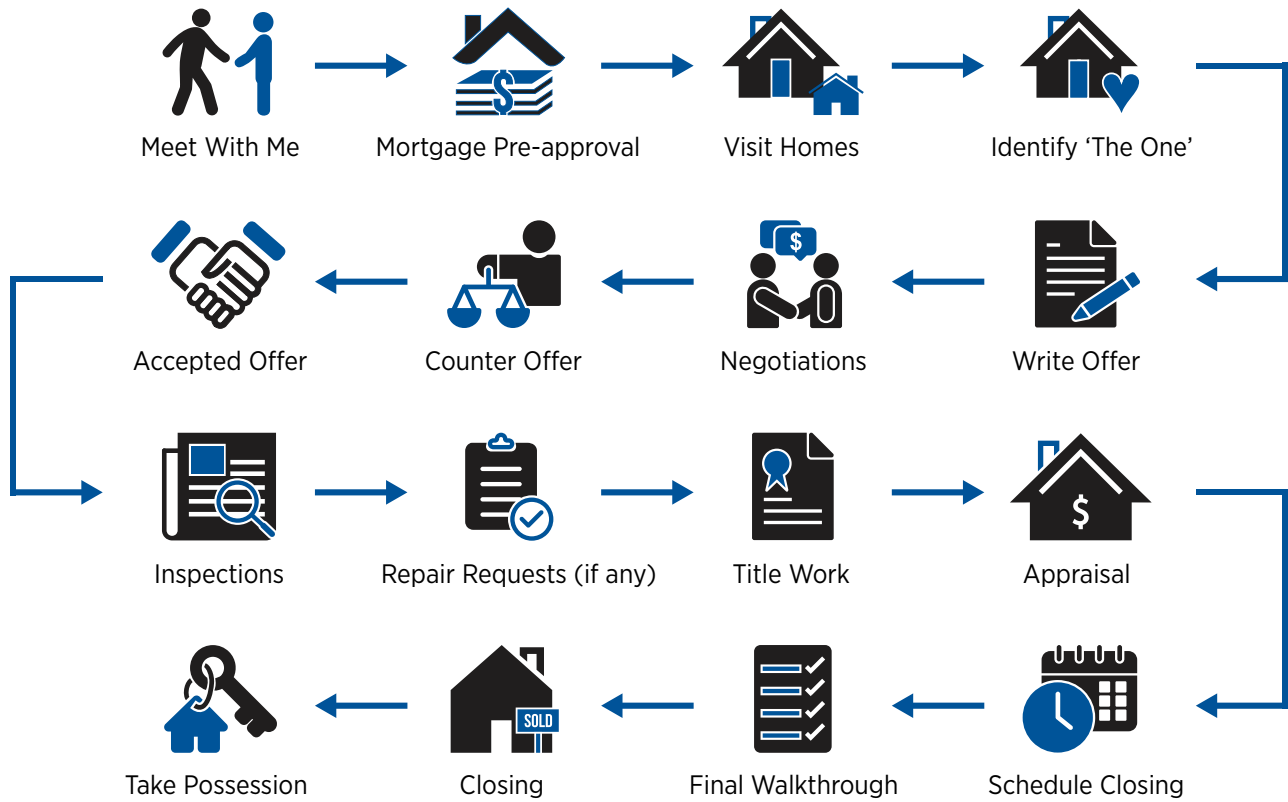 Meet With Me
$
Mortgage Pre-approval
Visit Homes
Identify ‘The One’
Accepted Offer
Counter Offer
$
Negotiations
Write Offer
Inspections
Repair Requests (if any)
Title Work
$
Appraisal
Take Possession
SOLD
Closing
Final Walkthrough
Schedule Closing